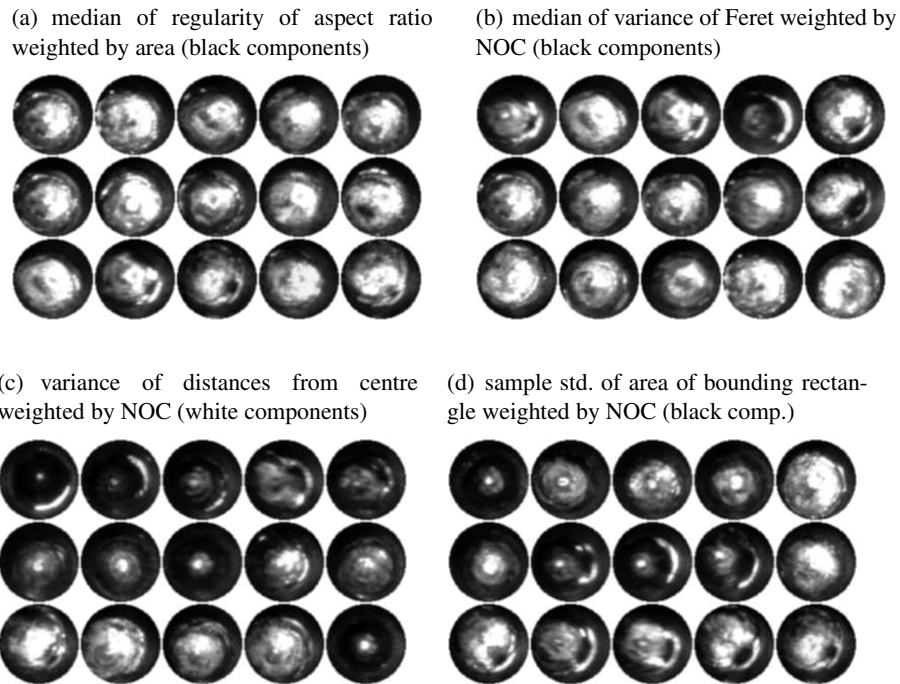 (a) median of regularity of aspect ratio
weighted by area (black components)
(b) median of variance of Feret weighted by
NOC (black components)
(c) variance of distances from centre
weighted by NOC (white components)
(d) sample std. of area of bounding rectan-
gle weighted by NOC (black comp.)